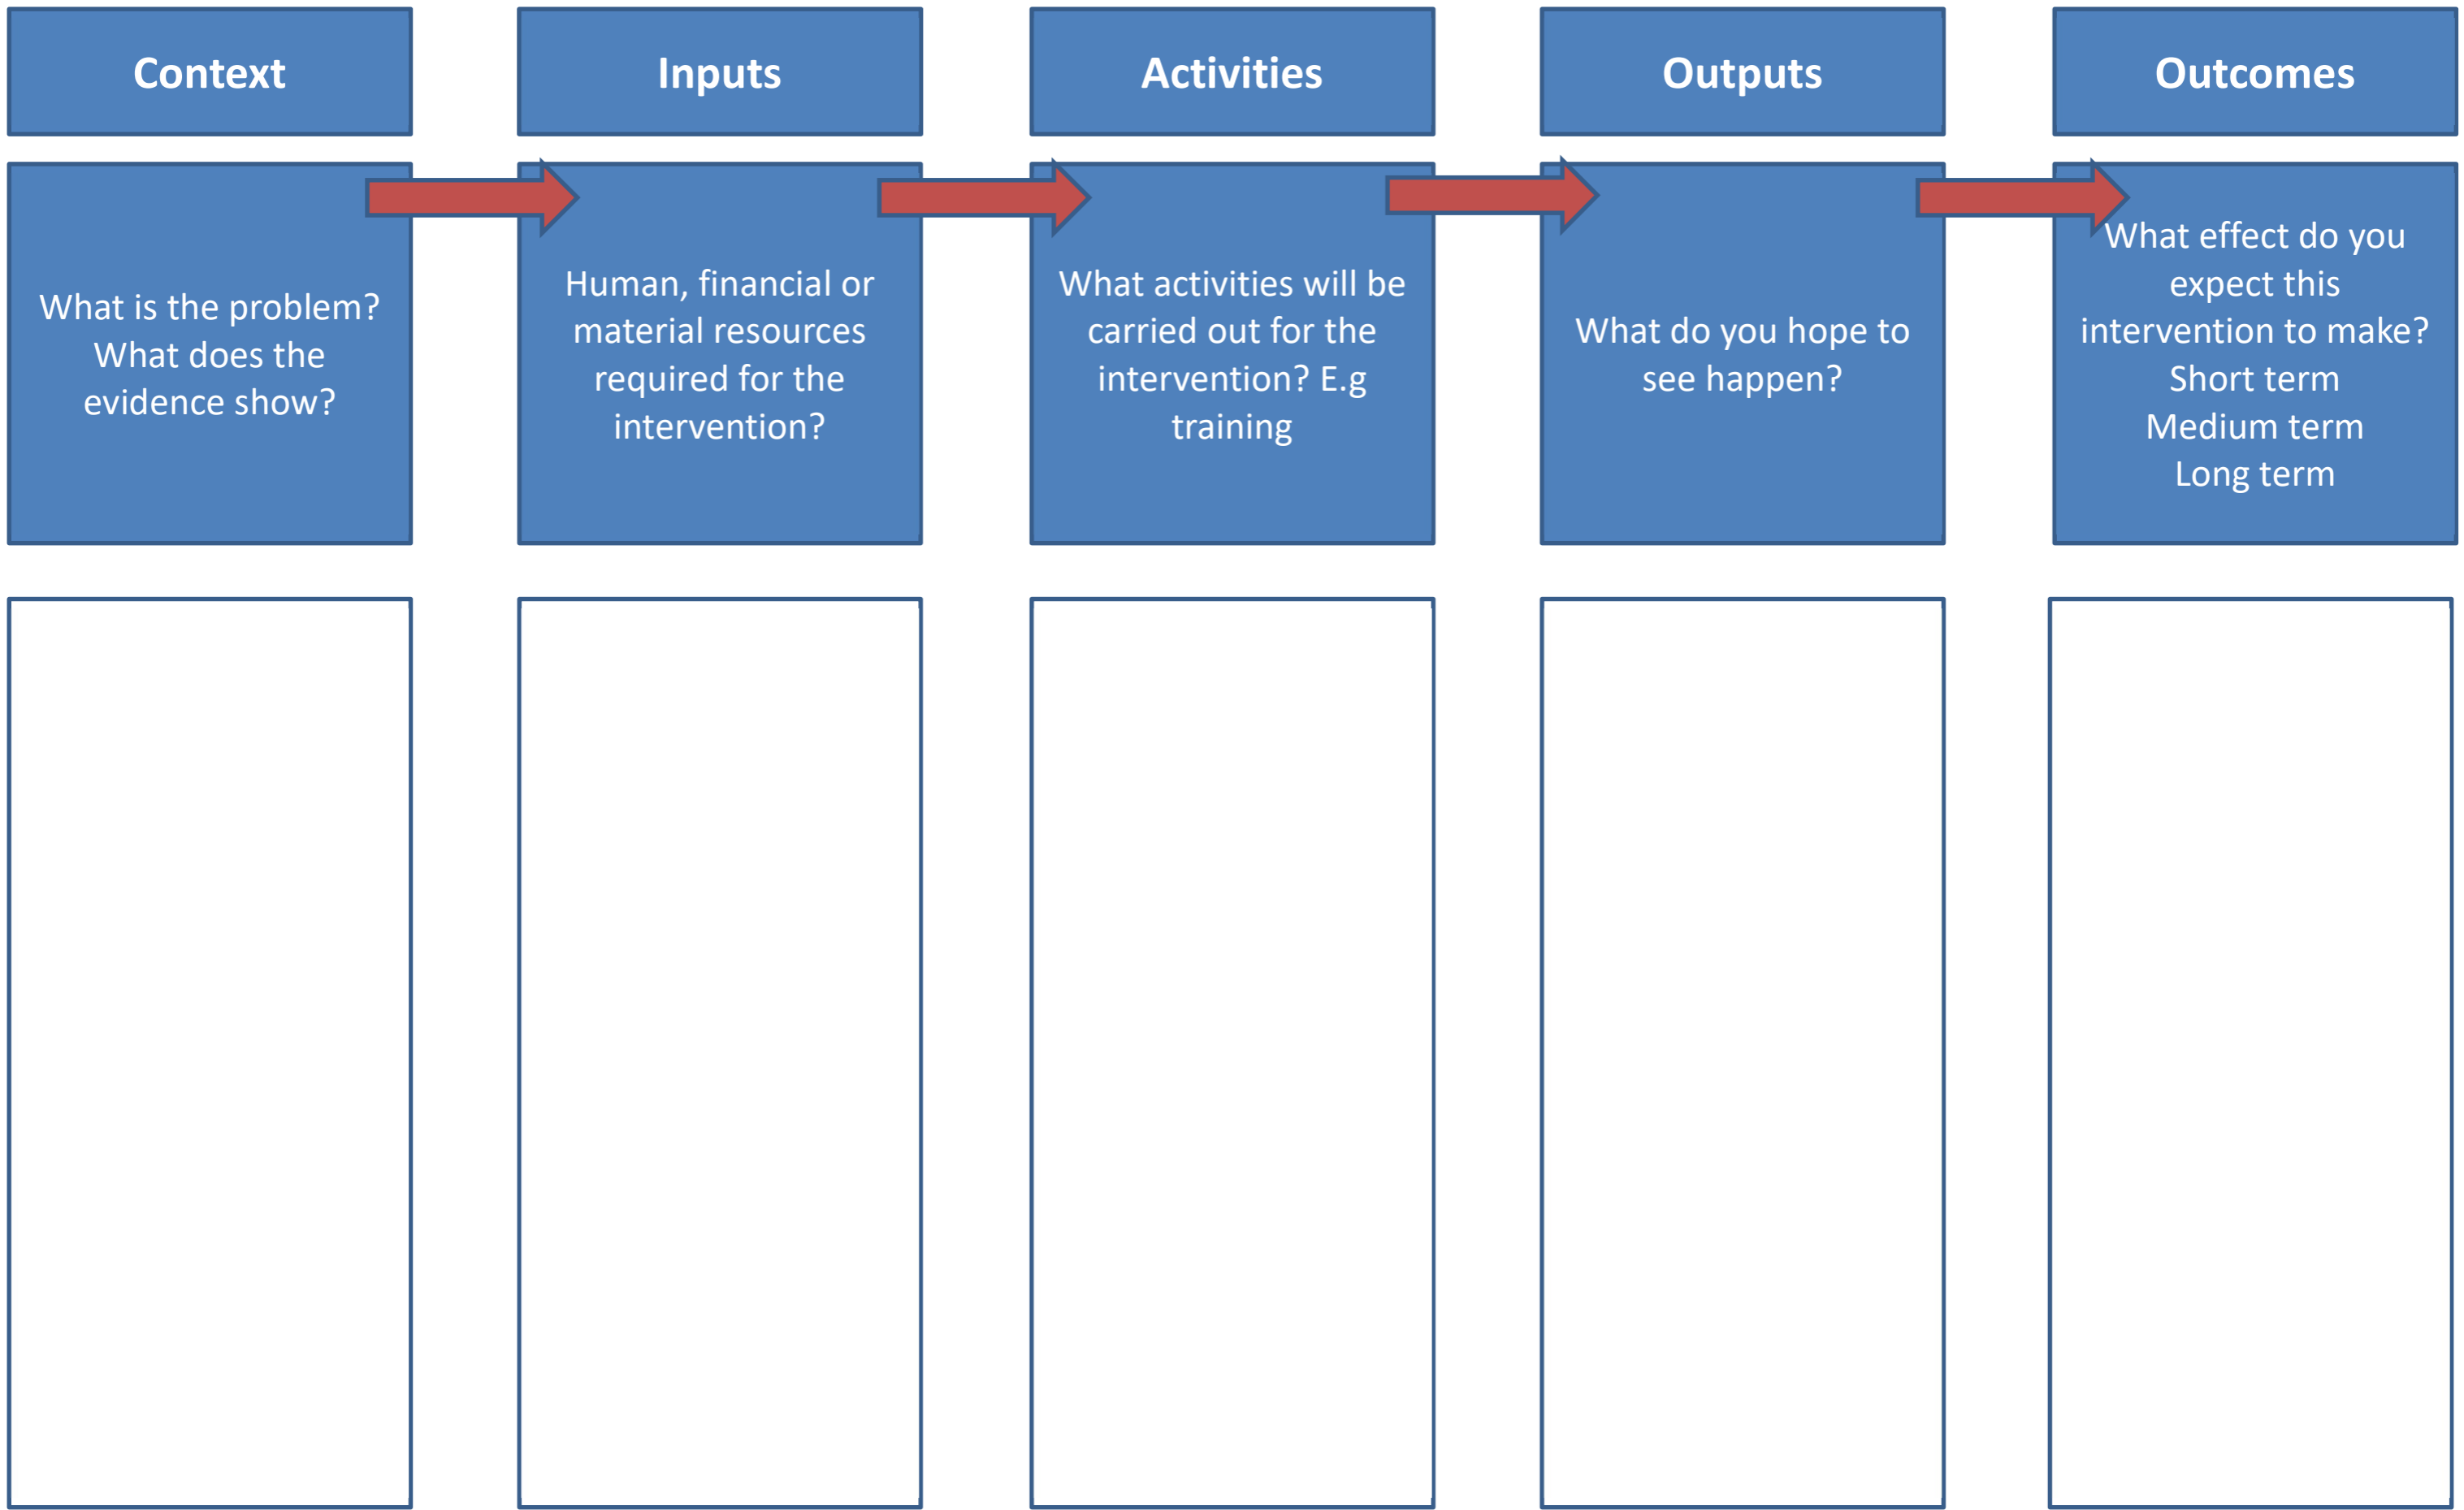 Context
Inputs
Activities
Outputs
Outcomes
What is the problem?
What does the
evidence show?
Human, financial or
material resources
required for the
intervention?
What activities will be
carried out for the
intervention? E.g
training
What do you hope to
see happen?
What effect do you
expect this
intervention to make?
Short term
Medium term
Long term